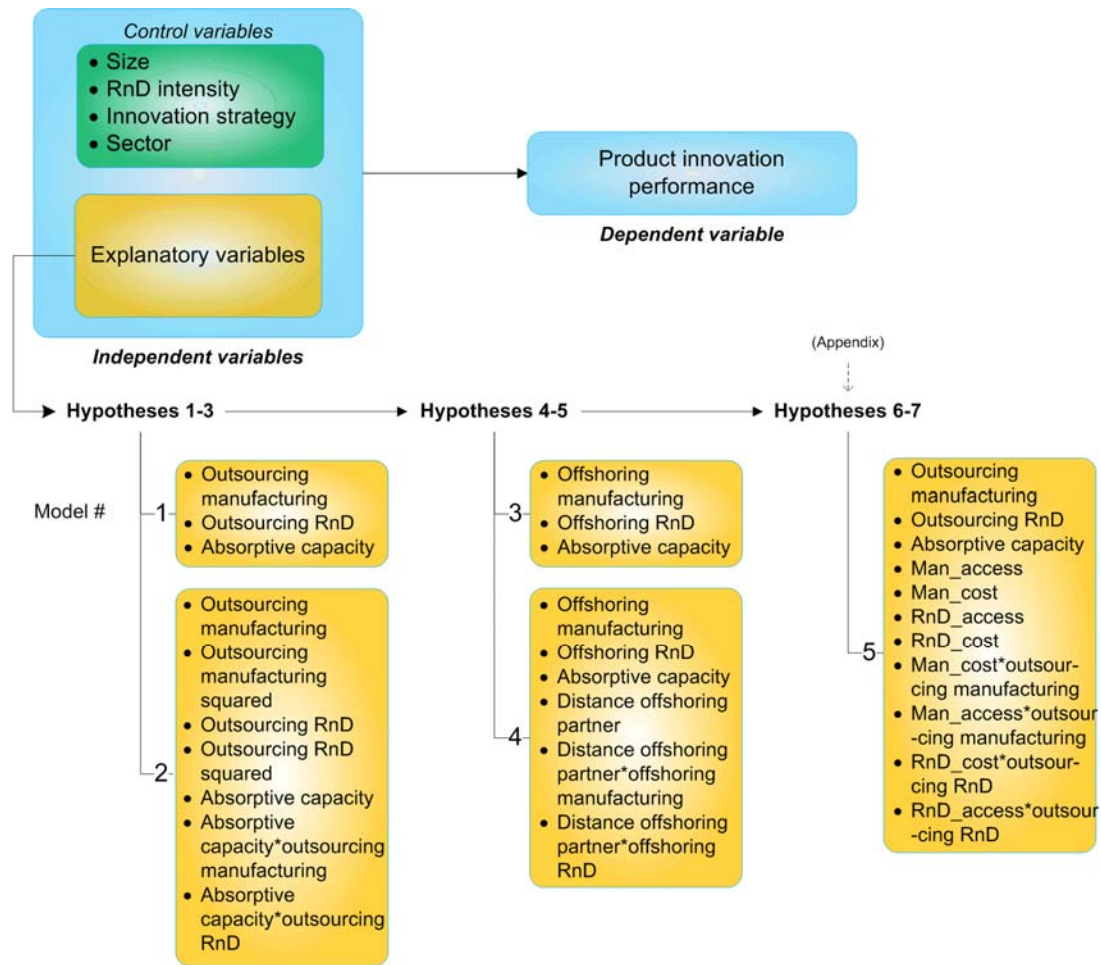 Control variables
• Size
• RnD intensity
• Innovation strategy
• Sector
Explanatory variables
Independent variables
Product innovation
performance
Dependent variable
(Appendix)
Hypotheses 1-3
Hypotheses 4-5
Hypotheses 6-7
Model #
1
• Outsourcing
manufacturing
• Outsourcing RnD
• Absorptive capacity
2
• Outsourcing
manufacturing
• Outsourcing
manufacturing
squared
• Outsourcing RnD
• Outsourcing RnD
squared
• Absorptive capacity
• Absorptive
capacity*outsourcing
manufacturing
• Absorptive
capacity*outsourcing
RnD
3
• Offshoring
manufacturing
• Offshoring RnD
• Absorptive capacity
4
• Offshoring
manufacturing
• Offshoring RnD
• Absorptive capacity
• Distance offshoring
partner
• Distance offshoring
partner*offshoring
manufacturing
• Distance offshoring
partner*offshoring
RnD
5
• Outsourcing
manufacturing
• Outsourcing RnD
• Absorptive capacity
• Man_access
• Man_cost
• RnD_access
• RnD_cost
• Man_cost*outsour-
cing manufacturing
• Man_access*outsour
-cing manufacturing
• RnD_cost*outsour-
cing RnD
• RnD_access*outsour
-cing RnD